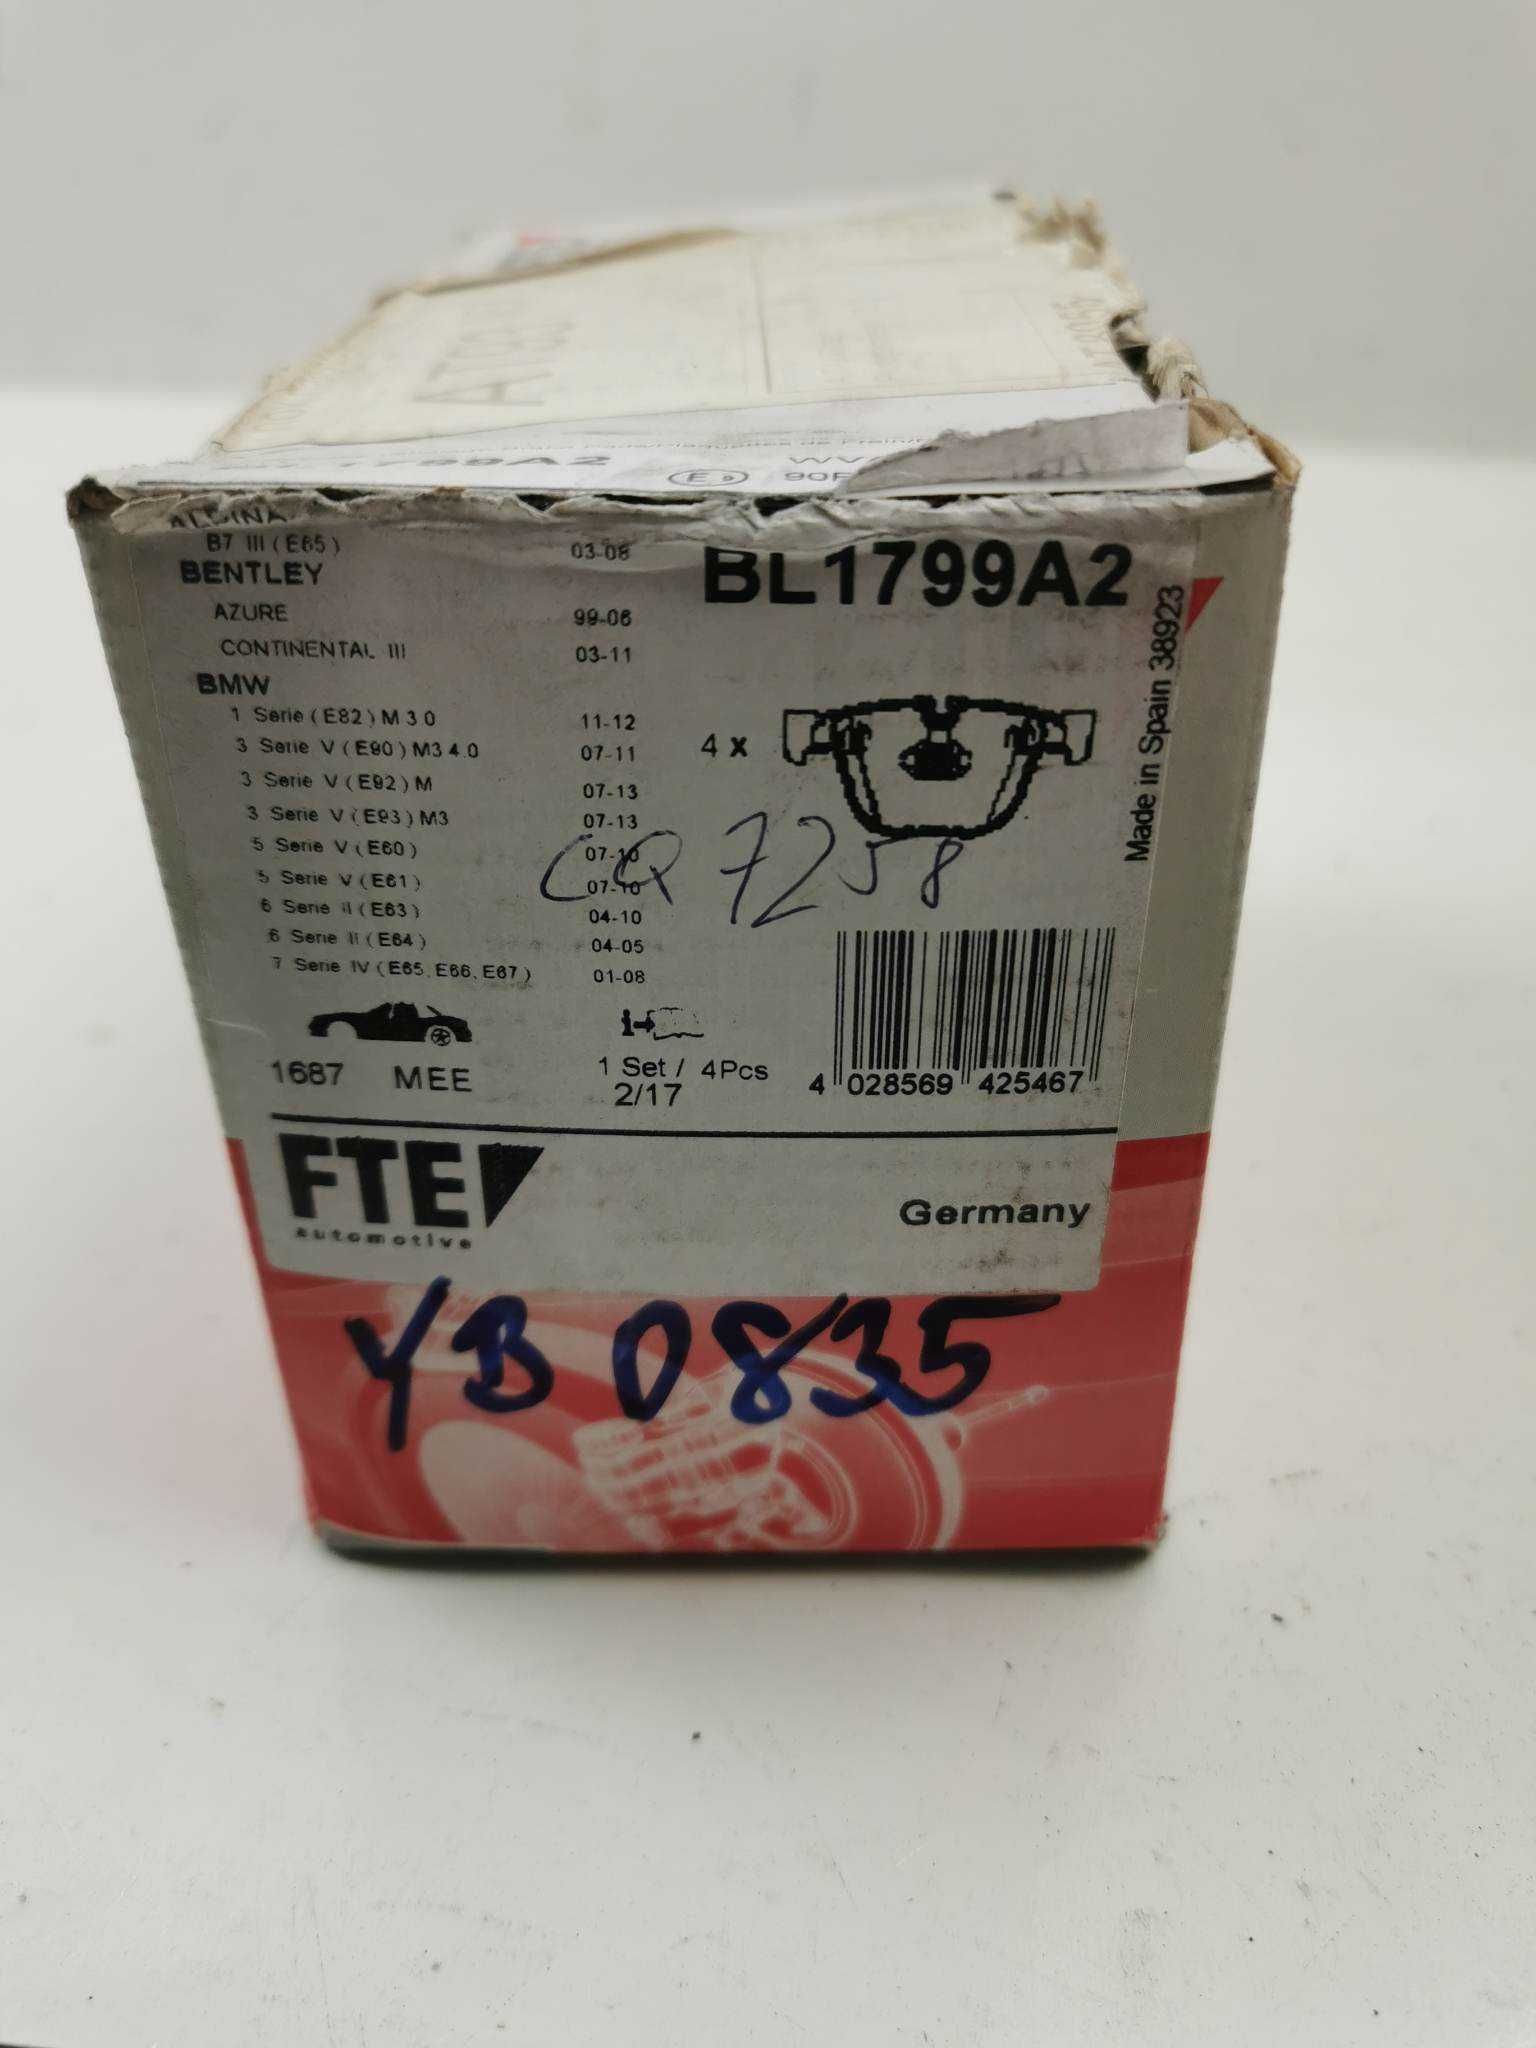 1799A2
90R
ALPINA
B7 III (E65) 03-08
BENTLEY
AZURE 99-06
CONTINENTAL III 03-11
BMW
1 Serie (E82) M 3 0 11-12
3 Serie V (E90) M3 4.0 07-11
3 Serie V (E92) M 07-13
3 Serie V (E93) M3 07-13
5 Serie V (E60) 07-10
5 Serie V (E61) 07-10
6 Serie II (E63) 04-10
6 Serie II (E64) 04-05
7 Serie IV (E65, E66, E67) 01-08
BL1799A2
4 x
Made in Spain 38923
CQ 7258
1687 MEE
1 Set / 4Pcs
2/17
4 028569 425467
FTE
automotive
Germany
YB 0835